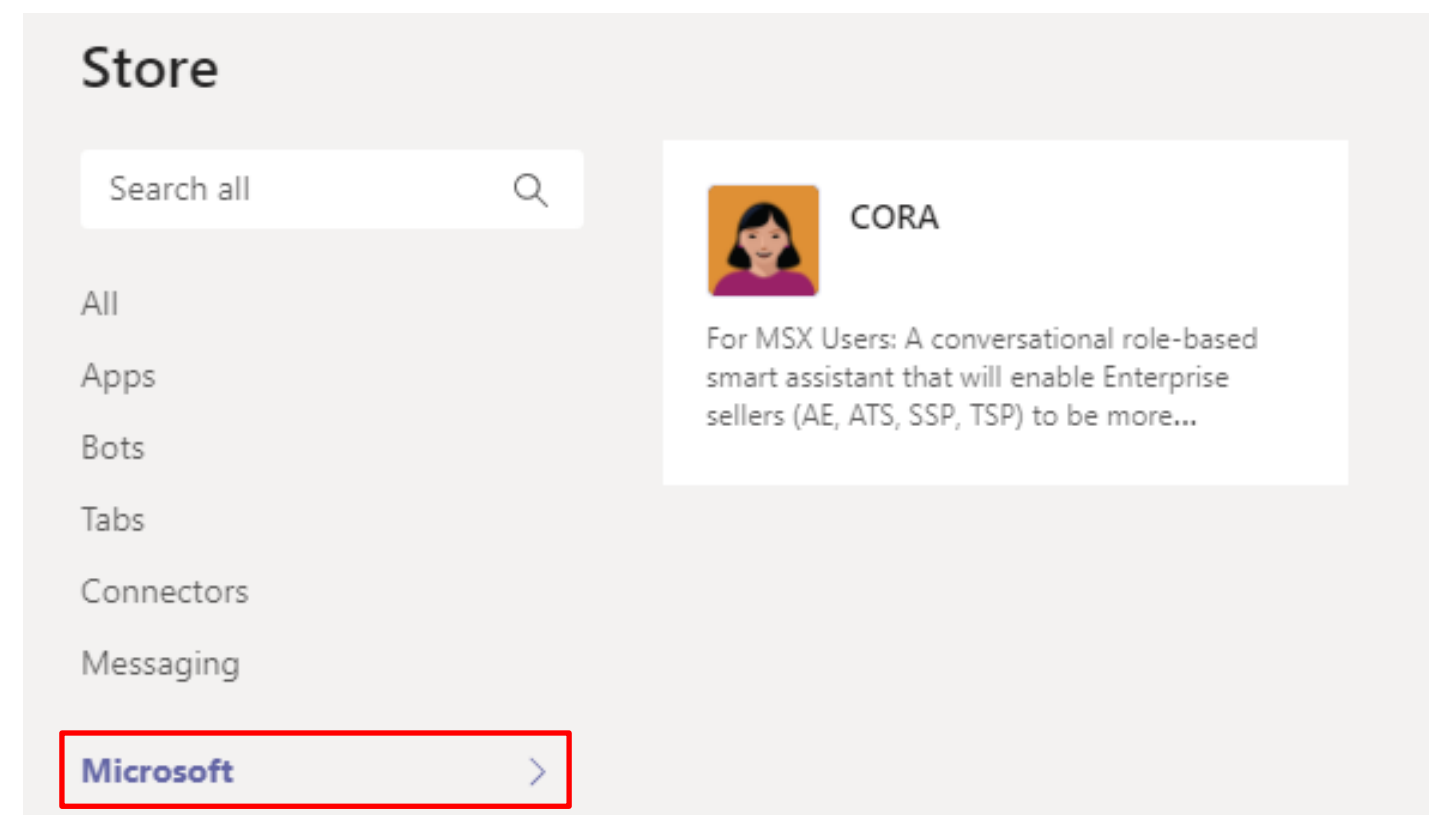 Store
Search all
All
Apps
Bots
Tabs
Connectors
Messaging
Microsoft
CORA
For MSX Users: A conversational role-based
smart assistant that will enable Enterprise
sellers (AE, ATS, SSP, TSP) to be more...